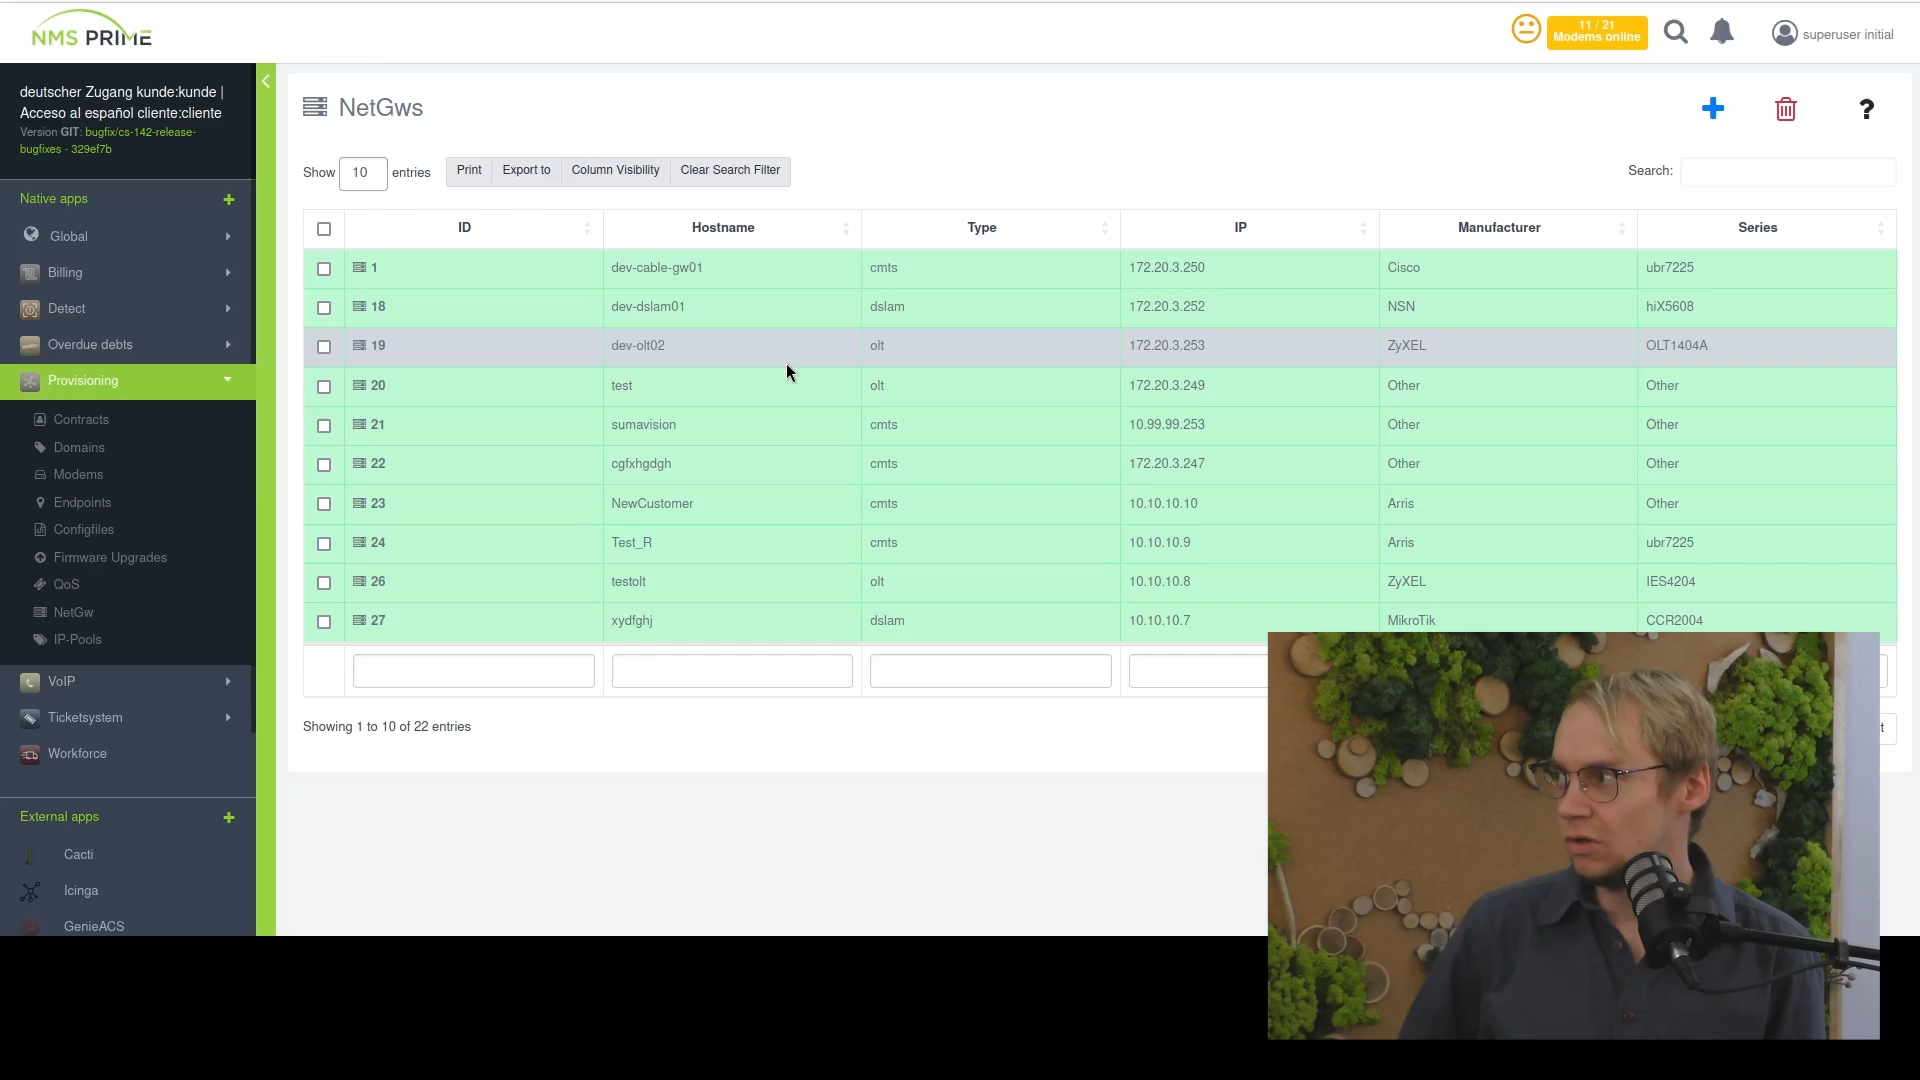 NMS PRIME
11 / 21
Modems online
superuser initial
deutscher Zugang kunde:kunde |
Acceso al español cliente:cliente
Version GIT: bugfix/cs-142-release-
bugfixes - 329ef7b
Native apps
Global
Billing
Detect
Overdue debts
Provisioning
Contracts
Domains
Modems
Endpoints
Configfiles
Firmware Upgrades
QoS
NetGw
IP-Pools
VoIP
Ticketsystem
Workforce
External apps
Cacti
Icinga
GenieACS
NetGws
Show 10 entries Print Export to Column Visibility Clear Search Filter Search:
ID Hostname Type IP Manufacturer Series
1 dev-cable-gw01 cmts 172.20.3.250 Cisco ubr7225
18 dev-dslam01 dslam 172.20.3.252 NSN hiX5608
19 dev-olt02 olt 172.20.3.253 ZyXEL OLT1404A
20 test olt 172.20.3.249 Other Other
21 sumavision cmts 10.99.99.253 Other Other
22 cgfxhgdgh cmts 172.20.3.247 Other Other
23 NewCustomer cmts 10.10.10.10 Arris Other
24 Test_R cmts 10.10.10.9 Arris ubr7225
26 testolt olt 10.10.10.8 ZyXEL IES4204
27 xydfghj dslam 10.10.10.7 MikroTik CCR2004
Showing 1 to 10 of 22 entries